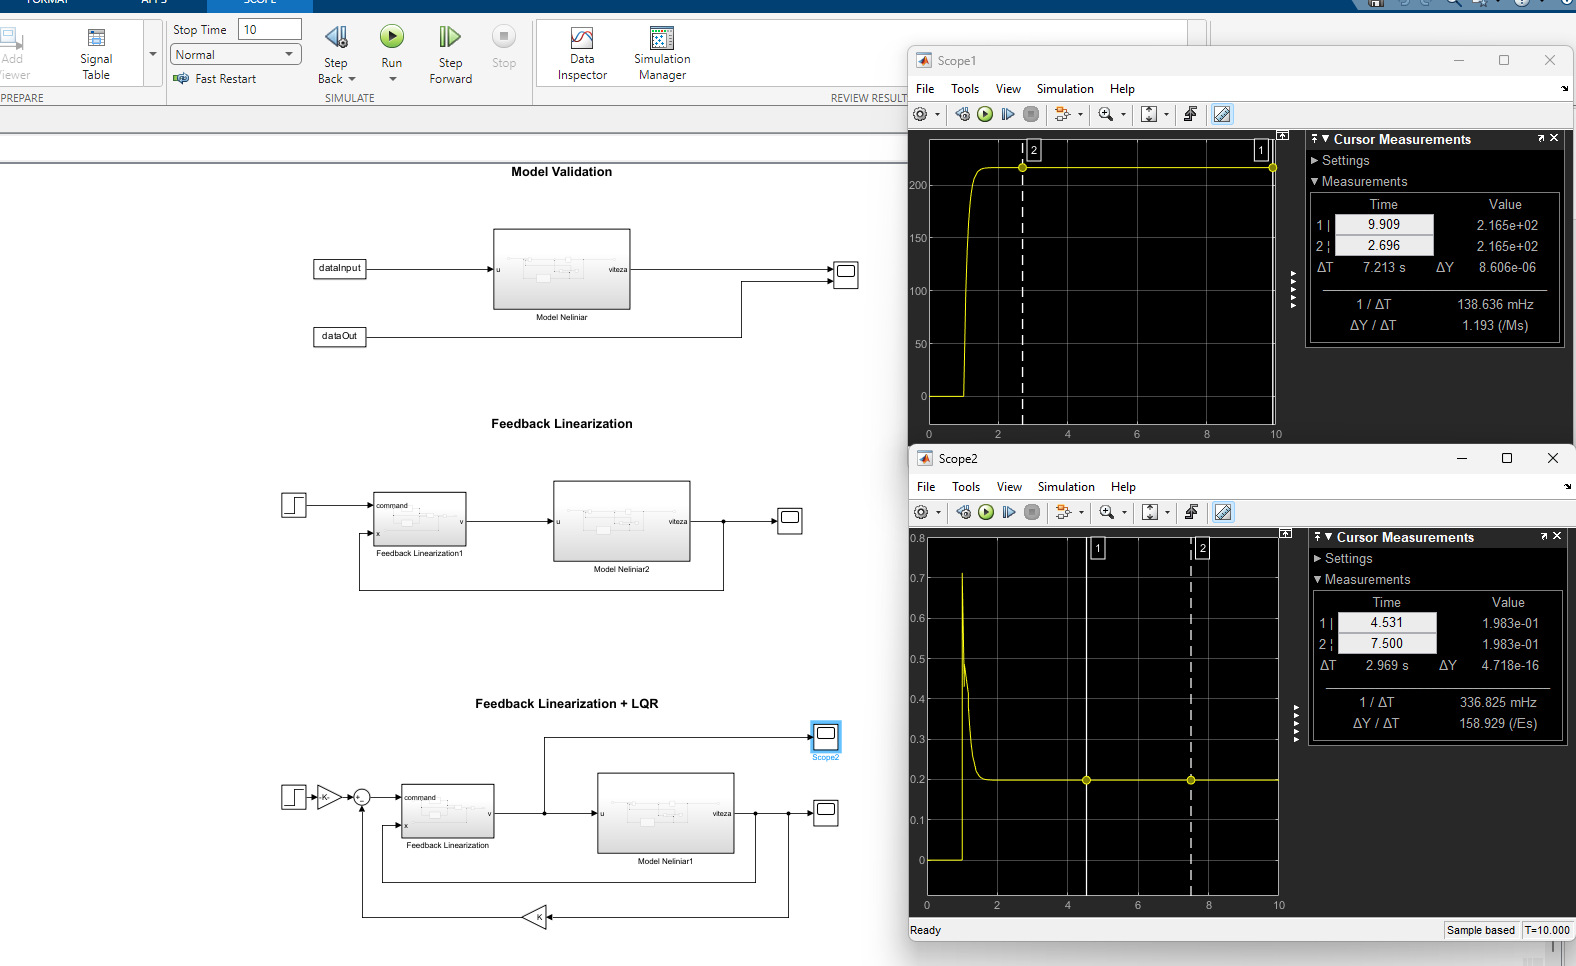 FORMAT
APPS
SCOPE
Add
Viewer
Signal
Table
PREPARE
Stop Time 10
Normal
Fast Restart
Step
Back
Run
Step
Forward
Stop
SIMULATE
Data
Inspector
Simulation
Manager
REVIEW RESULT
Model Validation
dataInput
u
viteza
Model Neliniar
dataOut
Feedback Linearization
command
x
v
Feedback Linearization1
u
viteza
Model Neliniar2
Feedback Linearization + LQR
Scope2
-K-
command
x
v
Feedback Linearization
u
viteza
Model Neliniar1
K
Scope1
File Tools View Simulation Help
2
1
200
150
100
50
0
0 2 4 6 8 10
Cursor Measurements
Settings
Measurements
Time Value
1 | 9.909 2.165e+02
2 ¦ 2.696 2.165e+02
ΔT 7.213 s ΔY 8.606e-06
1 / ΔT 138.636 mHz
ΔY / ΔT 1.193 (/Ms)
Scope2
File Tools View Simulation Help
1
2
0.8
0.7
0.6
0.5
0.4
0.3
0.2
0.1
0
0 2 4 6 8 10
Cursor Measurements
Settings
Measurements
Time Value
1 | 4.531 1.983e-01
2 ¦ 7.500 1.983e-01
ΔT 2.969 s ΔY 4.718e-16
1 / ΔT 336.825 mHz
ΔY / ΔT 158.929 (/Es)
Ready
Sample based T=10.000